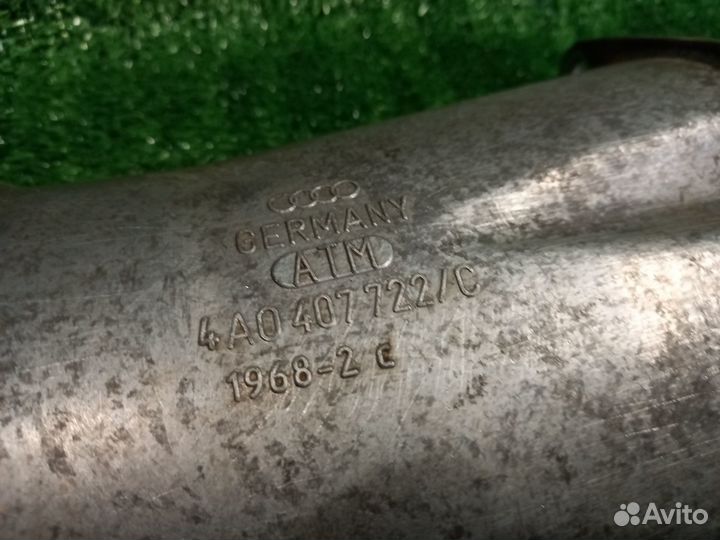 GERMANY
ATM
4A0 407 722/C
1968-2 C
Avito